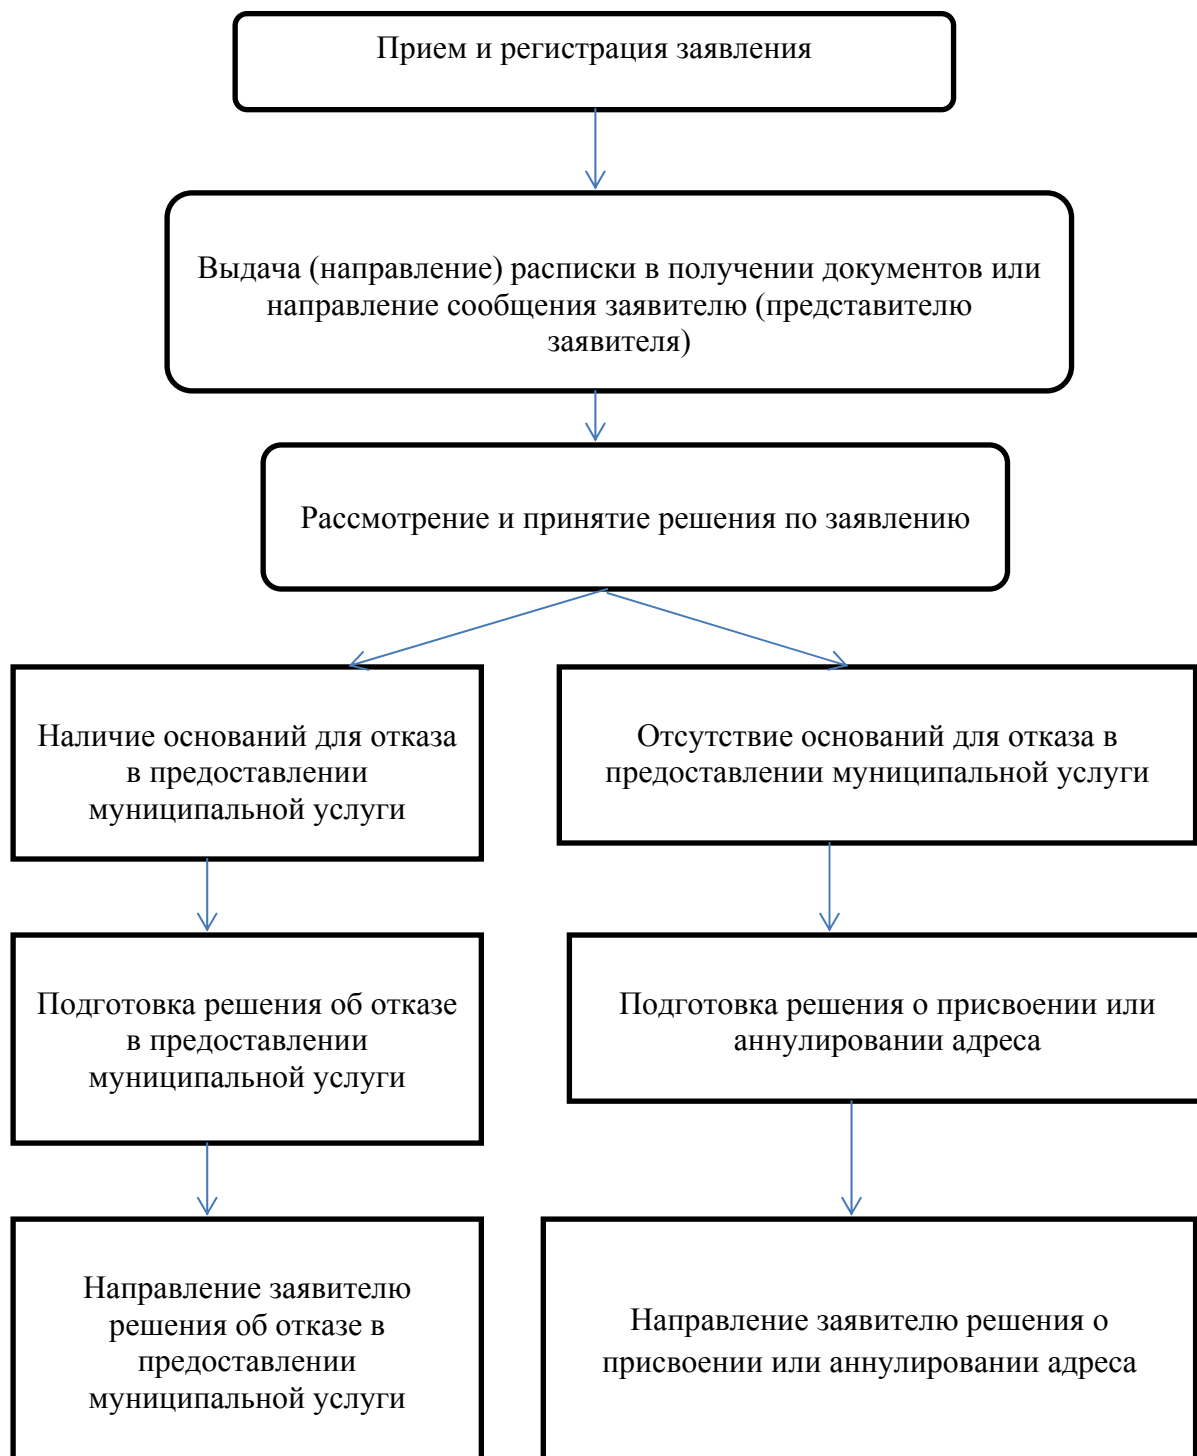 Прием и регистрация заявления
Выдача (направление) расписки в получении документов или
направление сообщения заявителю (представителю
заявителя)
Рассмотрение и принятие решения по заявлению
Наличие оснований для отказа
в предоставлении
муниципальной услуги
Отсутствие оснований для отказа в
предоставлении муниципальной услуги
Подготовка решения об отказе
в предоставлении
муниципальной услуги
Подготовка решения о присвоении или
аннулировании адреса
Направление заявителю
решения об отказе в
предоставлении
муниципальной услуги
Направление заявителю решения о
присвоении или аннулировании адреса